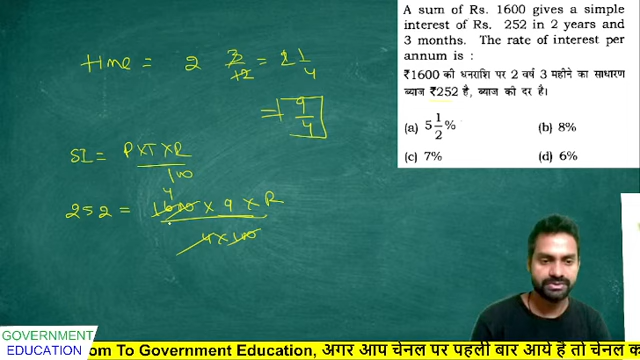 Time = 2 3/12 = 2 1/4
= 9/4
SI = P×T×R
100
4
252 = 1600 × 9 × R
4×100
A sum of Rs. 1600 gives a simple
interest of Rs. 252 in 2 years and
3 months. The rate of interest per
annum is :
₹1600 की धनराशि पर 2 वर्ष 3 महीने का साधारण
ब्याज ₹252 है, ब्याज की दर है।
(a) 5 1/2 %
(b) 8%
(c) 7%
(d) 6%
GOVERNMENT
EDUCATION
om To Government Education, अगर आप चेनल पर पहली बार आये है तो चेनल क